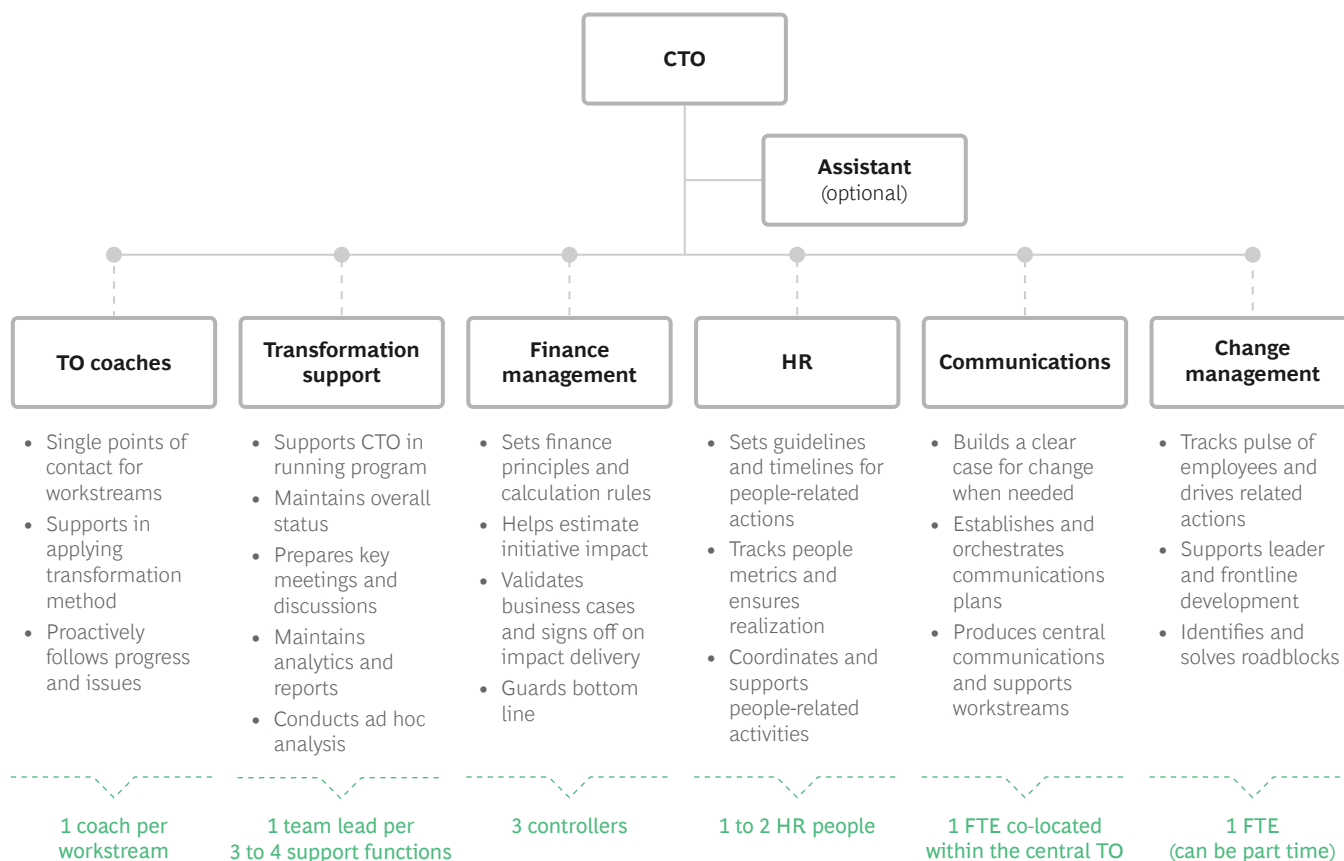 CTO
Assistant
(optional)
TO coaches
Transformation
support
Finance
management
HR
Communications
Change
management
• Single points of
contact for
workstreams
• Supports in
applying
transformation
method
• Proactively
follows progress
and issues
• Supports CTO in
running program
• Maintains overall
status
• Prepares key
meetings and
discussions
• Maintains
analytics and
reports
• Conducts ad hoc
analysis
• Sets finance
principles and
calculation rules
• Helps estimate
initiative impact
• Validates
business cases
and signs off on
impact delivery
• Guards bottom
line
• Sets guidelines
and timelines for
people-related
actions
• Tracks people
metrics and
ensures
realization
• Coordinates and
supports
people-related
activities
• Builds a clear
case for change
when needed
• Establishes and
orchestrates
communications
plans
• Produces central
communications
and supports
workstreams
• Tracks pulse of
employees and
drives related
actions
• Supports leader
and frontline
development
• Identifies and
solves roadblocks
1 coach per
workstream
1 team lead per
3 to 4 support functions
3 controllers
1 to 2 HR people
1 FTE co-located
within the central TO
1 FTE
(can be part time)